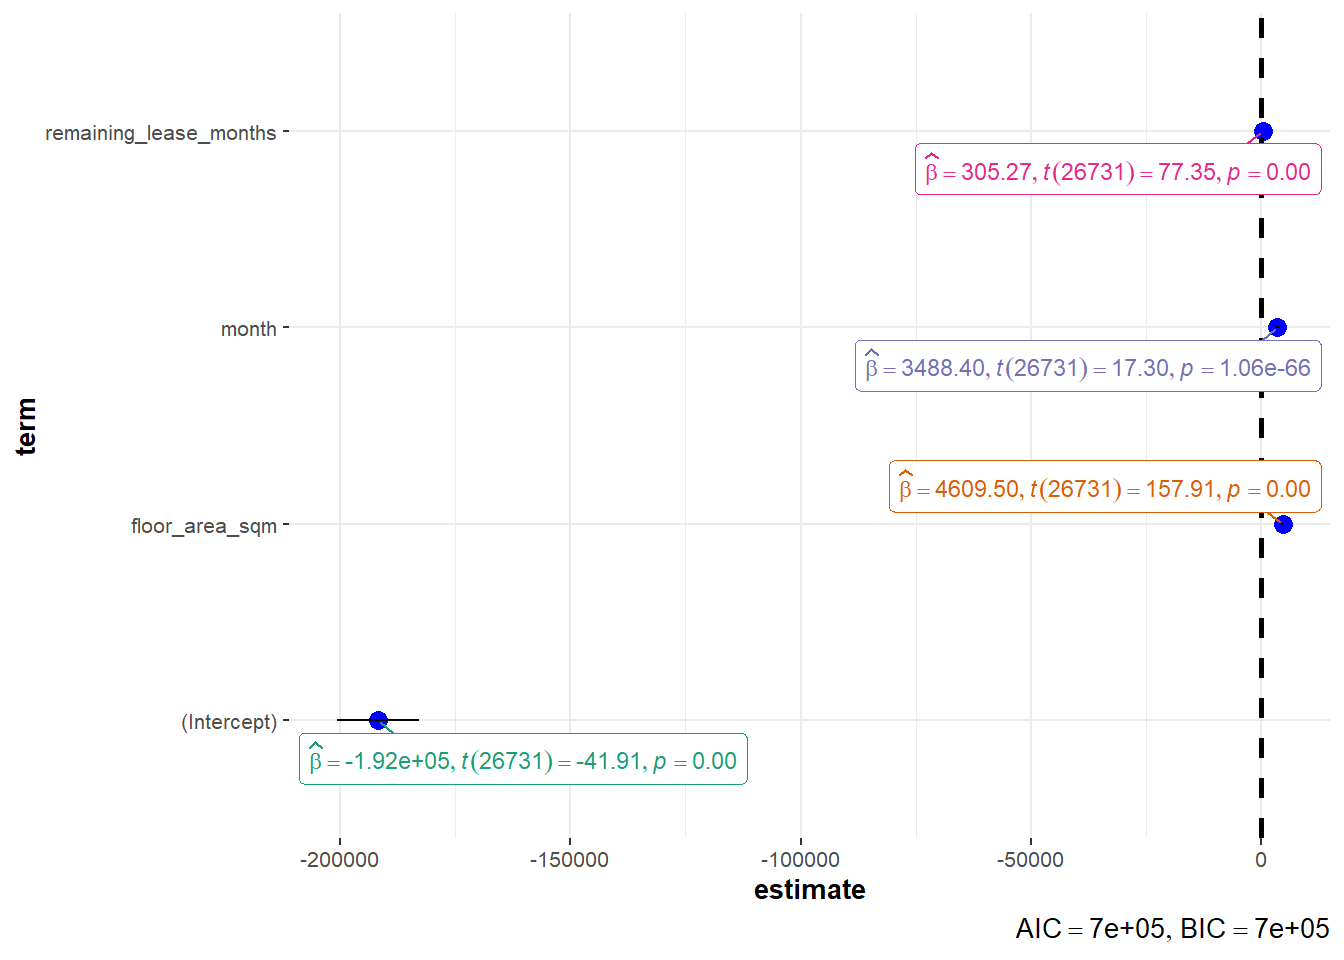 remaining_lease_months
β̂ = 305.27, t(26731) = 77.35, p = 0.00
month
β̂ = 3488.40, t(26731) = 17.30, p = 1.06e-66
term
β̂ = 4609.50, t(26731) = 157.91, p = 0.00
floor_area_sqm
(Intercept)
β̂ = -1.92e+05, t(26731) = -41.91, p = 0.00
-200000 -150000 -100000 -50000 0
estimate
AIC = 7e+05, BIC = 7e+05